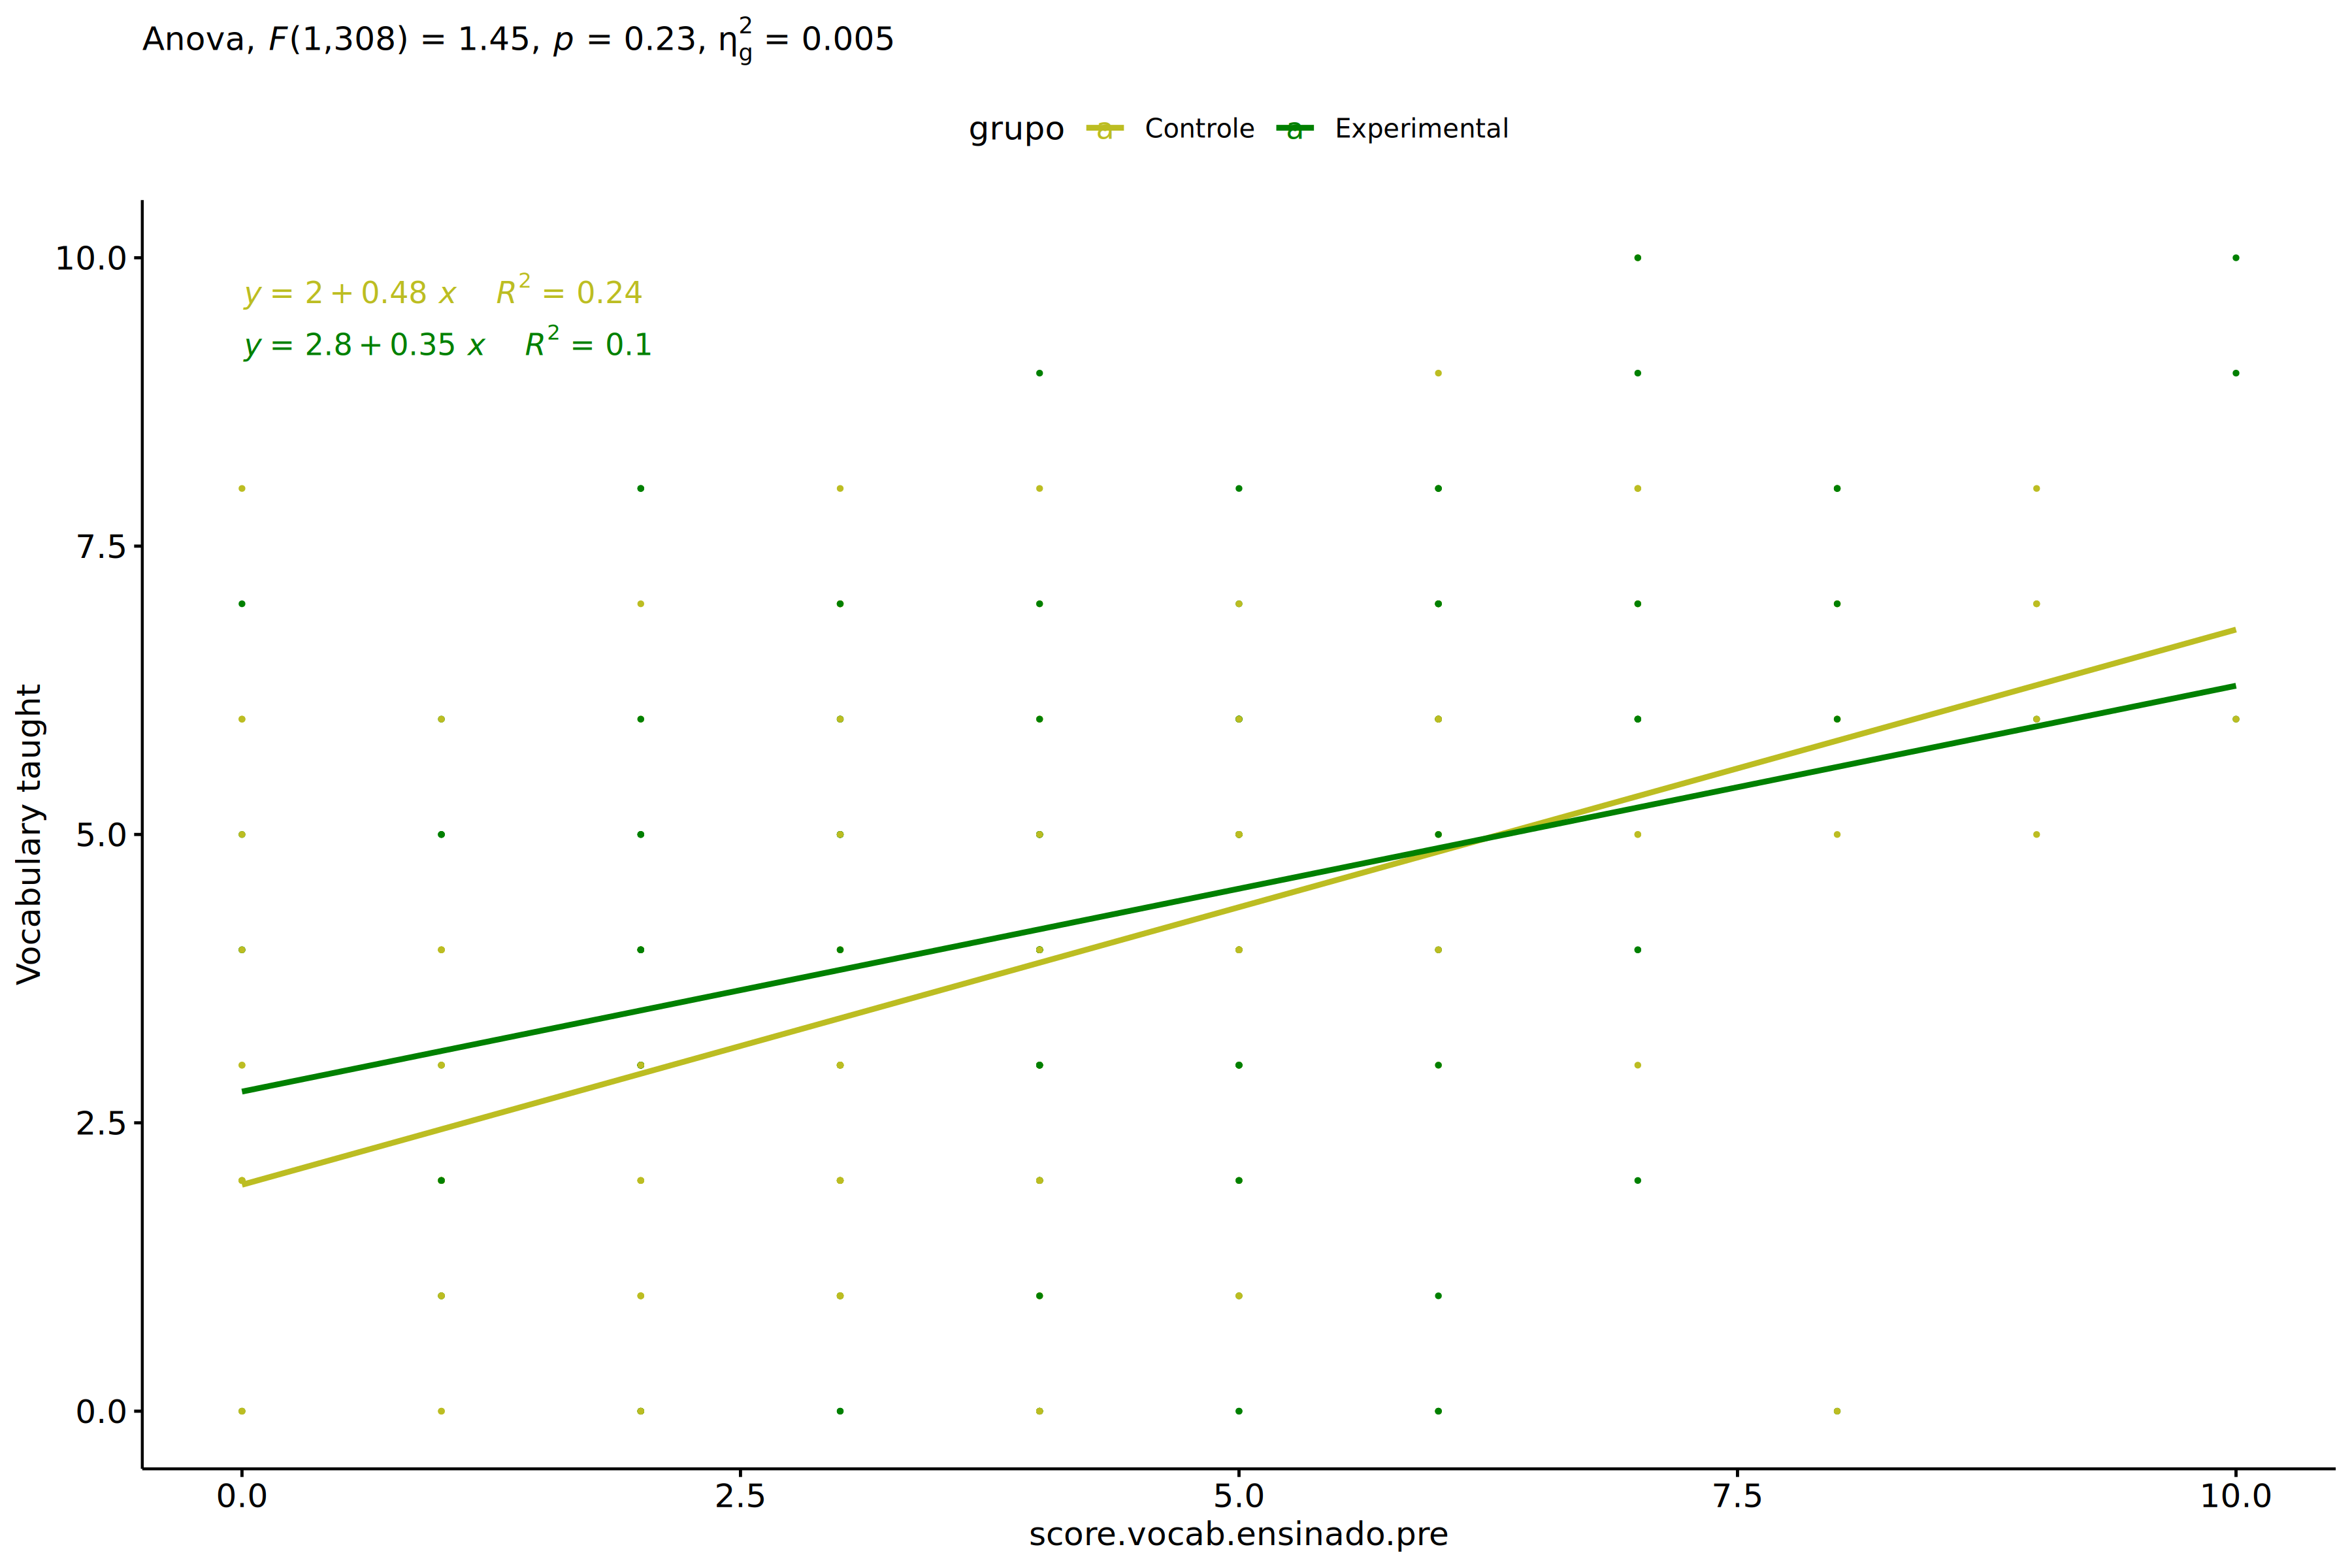 Anova, F(1,308) = 1.45, p = 0.23, η²g = 0.005
grupo a Controle a Experimental
10.0
y = 2 + 0.48 x R² = 0.24
y = 2.8 + 0.35 x R² = 0.1
7.5
5.0
2.5
0.0
Vocabulary taught
0.0 2.5 5.0 7.5 10.0
score.vocab.ensinado.pre